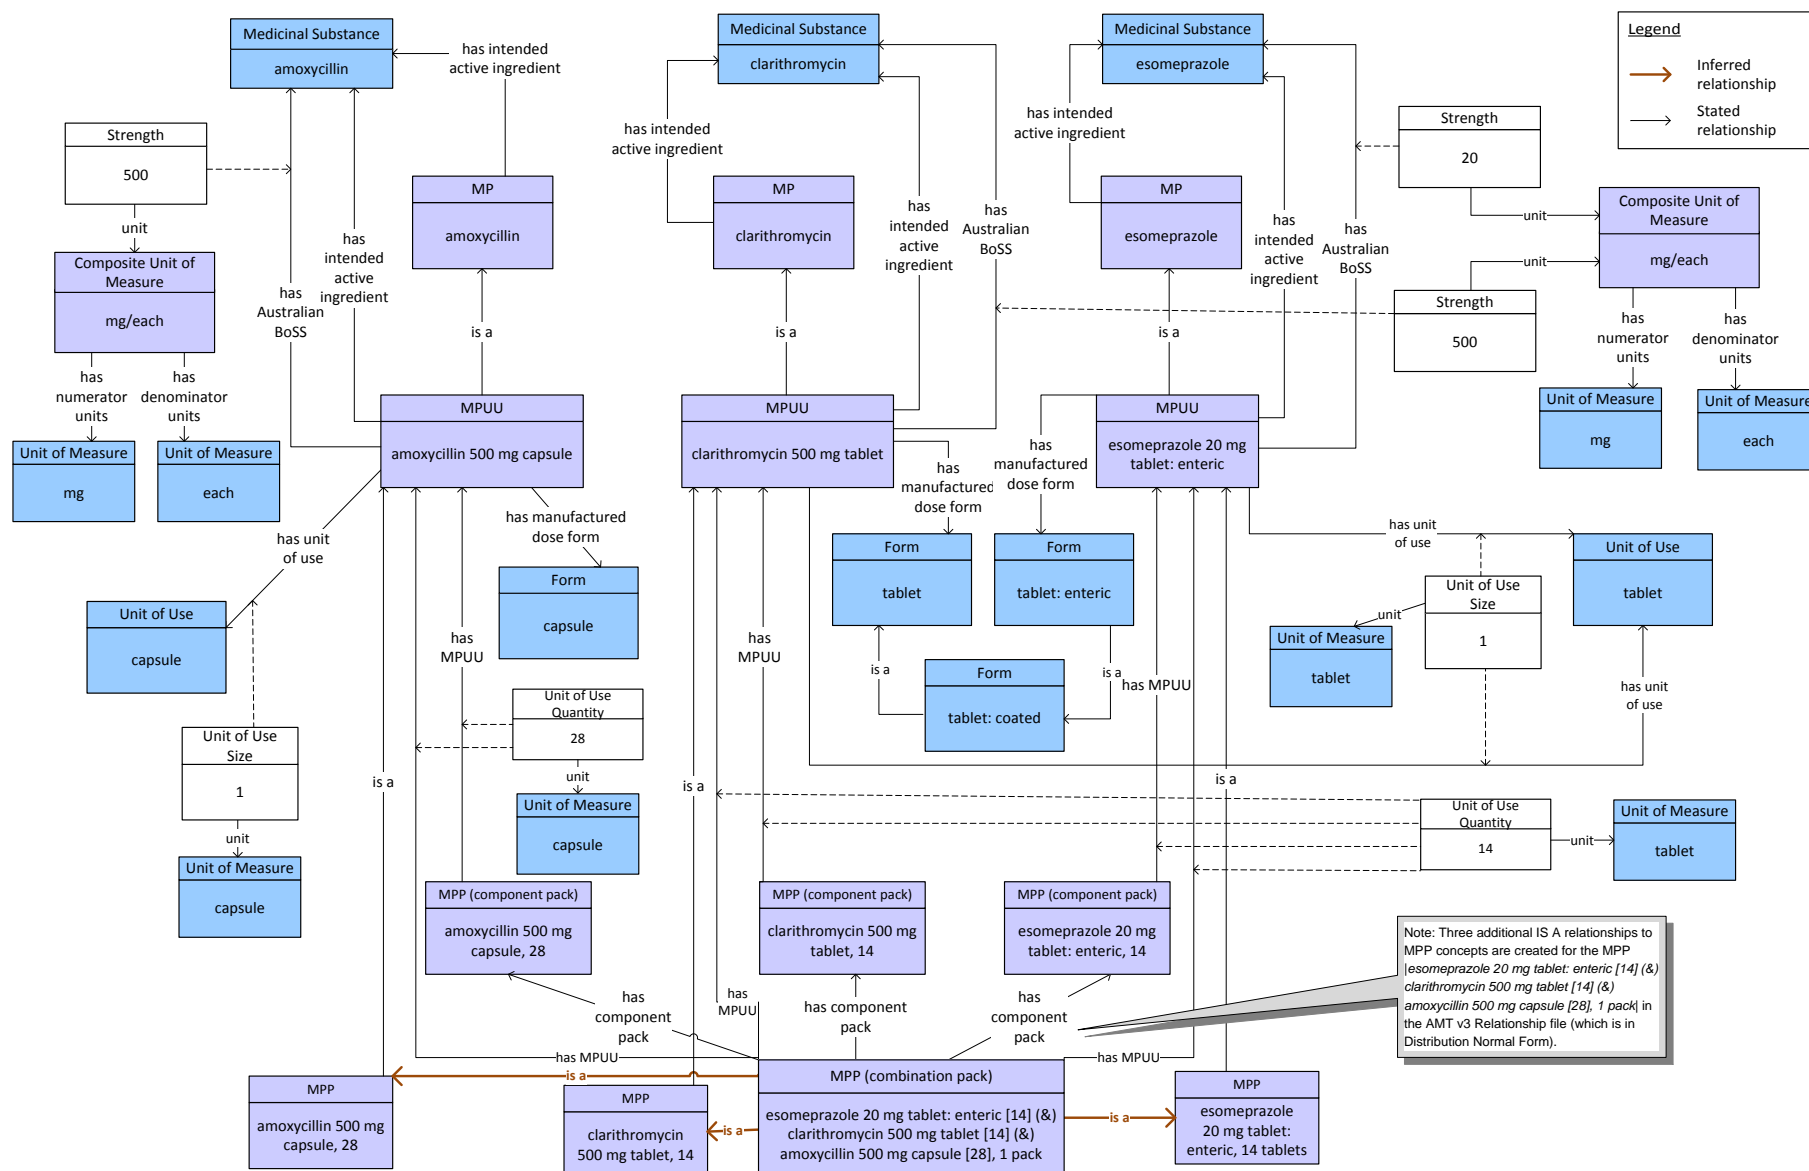 Medicinal Substance
amoxycillin
has intended
active ingredient
Medicinal Substance
clarithromycin
Medicinal Substance
esomeprazole
Legend
Inferred
relationship
Stated
relationship
Strength
500
has intended
active ingredient
has intended
active ingredient
Strength
20
MP
amoxycillin
MP
clarithromycin
MP
esomeprazole
unit
Composite Unit of
Measure
mg/each
unit
unit
Composite Unit of
Measure
mg/each
has
Australian
BoSS
has
intended
active
ingredient
has
intended
active
ingredient
has
Australian
BoSS
has
intended
active
ingredient
has
Australian
BoSS
Strength
500
is a
is a
is a
has
numerator
units
has
denominator
units
has
numerator
units
has
denominator
units
Unit of Measure
mg
Unit of Measure
each
MPUU
amoxycillin 500 mg capsule
MPUU
clarithromycin 500 mg tablet
MPUU
esomeprazole 20 mg
tablet: enteric
Unit of Measure
mg
Unit of Measure
each
has
manufactured
dose form
has
manufactured
dose form
has unit
of use
has manufactured
dose form
has unit
of use
Form
capsule
Form
tablet
Form
tablet: enteric
Unit of Use
tablet
Unit of Use
capsule
Unit of Use
Size
1
unit
Unit of Measure
tablet
has
MPUU
has
MPUU
is a
Form
tablet: coated
is a
has MPUU
has unit
of use
Unit of Use
Quantity
28
unit
Unit of Measure
capsule
Unit of Use
Size
1
unit
Unit of Measure
capsule
is a
is a
is a
Unit of Use
Quantity
14
unit
Unit of Measure
tablet
MPP (component pack)
amoxycillin 500 mg
capsule, 28
MPP (component pack)
clarithromycin 500 mg
tablet, 14
MPP (component pack)
esomeprazole 20 mg
tablet: enteric, 14
Note: Three additional IS A relationships to
MPP concepts are created for the MPP
|esomeprazole 20 mg tablet: enteric [14] (&)
clarithromycin 500 mg tablet [14] (&)
amoxycillin 500 mg capsule [28], 1 pack| in
the AMT v3 Relationship file (which is in
Distribution Normal Form).
has
component
pack
has
MPUU
has component
pack
has
component
pack
has MPUU
has MPUU
is a
is a
is a
MPP
amoxycillin 500 mg
capsule, 28
MPP
clarithromycin
500 mg tablet, 14
MPP (combination pack)
esomeprazole 20 mg tablet: enteric [14] (&)
clarithromycin 500 mg tablet [14] (&)
amoxycillin 500 mg capsule [28], 1 pack
MPP
esomeprazole
20 mg tablet:
enteric, 14 tablets